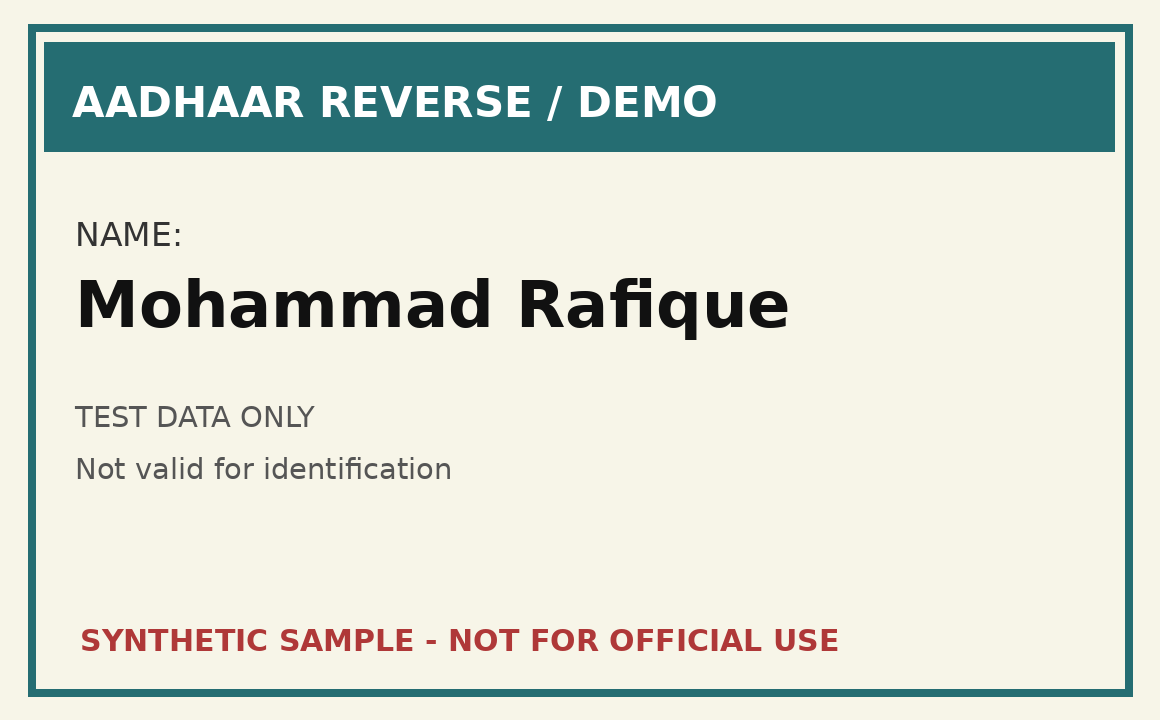 AADHAAR REVERSE / DEMO
NAME:
Mohammad Rafique
TEST DATA ONLY
Not valid for identification
SYNTHETIC SAMPLE - NOT FOR OFFICIAL USE